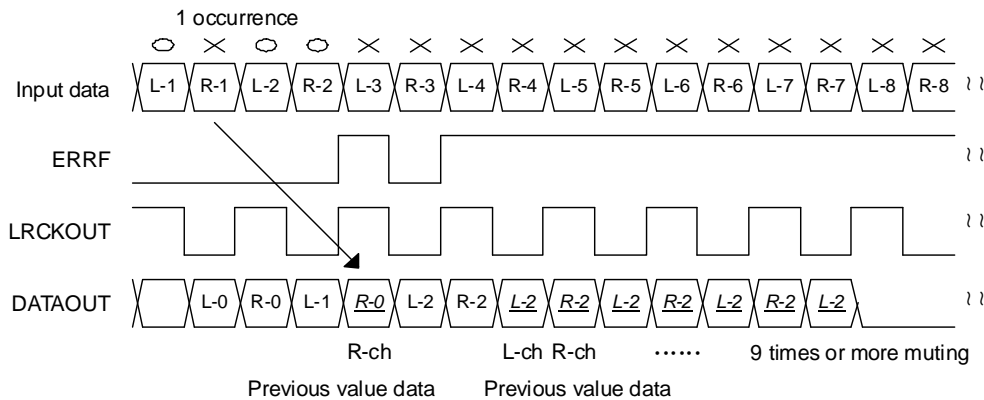 1 occurrence
Input data L-1 R-1 L-2 R-2 L-3 R-3 L-4 R-4 L-5 R-5 L-6 R-6 L-7 R-7 L-8 R-8
ERRF
LRCKOUT
DATAOUT L-0 R-0 L-1 R-0 L-2 R-2 L-2 R-2 L-2 R-2 L-2 R-2 L-2
R-ch L-ch R-ch ...... 9 times or more muting
Previous value data Previous value data